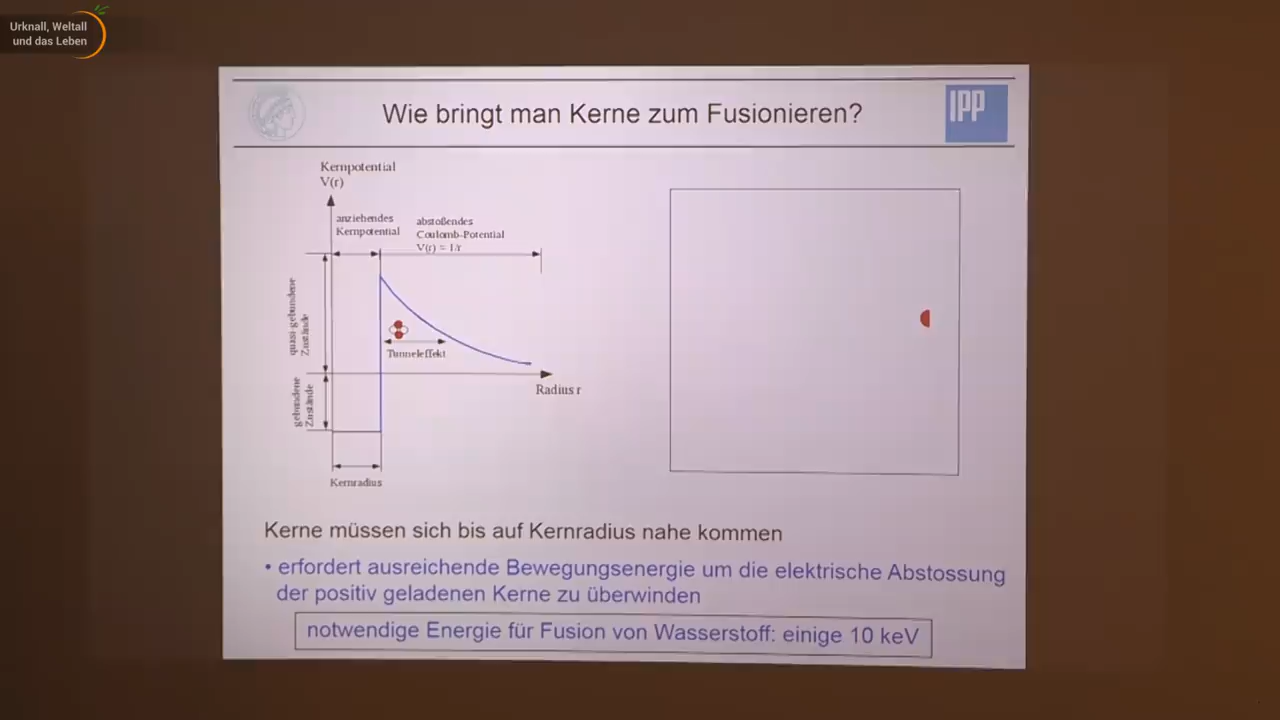 Urknall, Weltall
und das Leben
Wie bringt man Kerne zum Fusionieren?
IPP
Kernpotential
V(r)
anziehendes
Kernpotential
abstoßendes
Coulomb-Potential
V(r) = 1/r
quasi-gebundene
Zustände
Tunneleffekt
Radius r
gebundene
Zustände
Kernradius
Kerne müssen sich bis auf Kernradius nahe kommen
• erfordert ausreichende Bewegungsenergie um die elektrische Abstossung
der positiv geladenen Kerne zu überwinden
notwendige Energie für Fusion von Wasserstoff: einige 10 keV